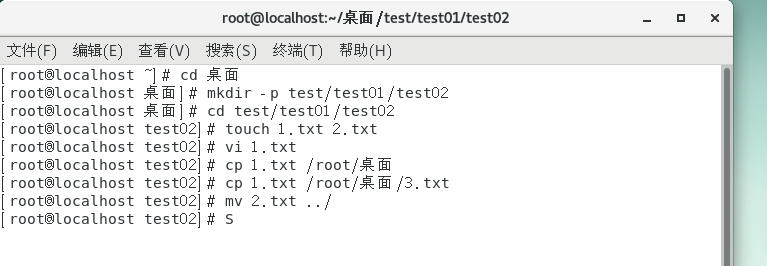 root@localhost:~/桌面/test/test01/test02
文件(F) 编辑(E) 查看(V) 搜索(S) 终端(T) 帮助(H)
[root@localhost ~]# cd 桌面
[root@localhost 桌面]# mkdir -p test/test01/test02
[root@localhost 桌面]# cd test/test01/test02
[root@localhost test02]# touch 1.txt 2.txt
[root@localhost test02]# vi 1.txt
[root@localhost test02]# cp 1.txt /root/桌面
[root@localhost test02]# cp 1.txt /root/桌面/3.txt
[root@localhost test02]# mv 2.txt ../
[root@localhost test02]# S